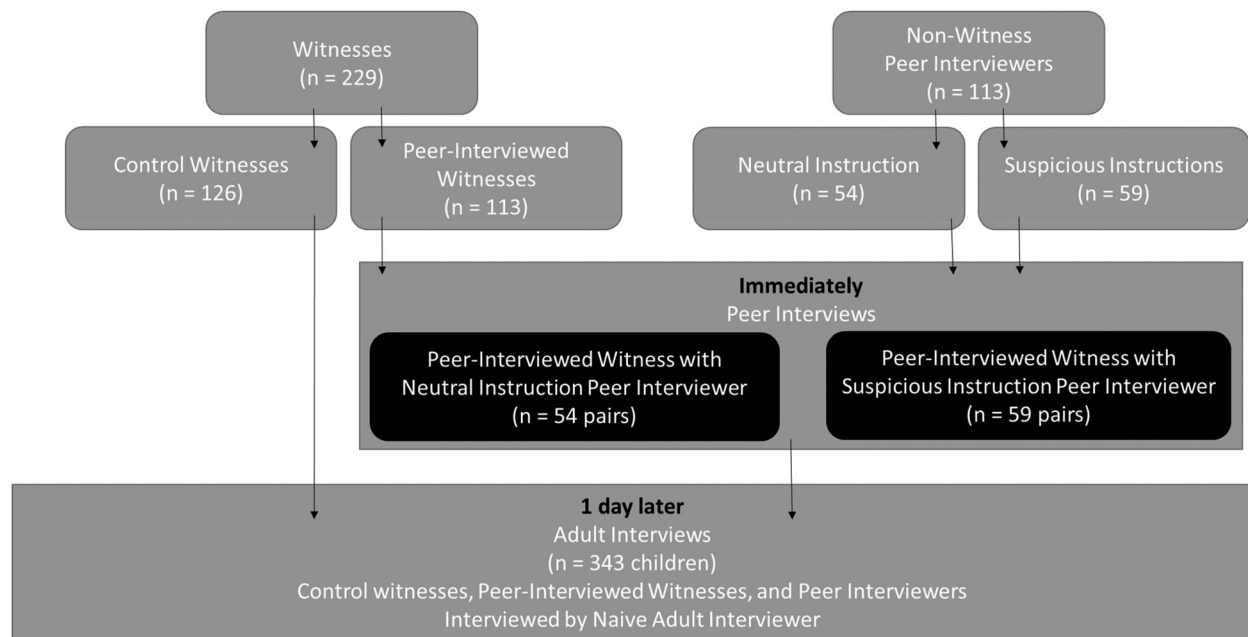 Witnesses
(n = 229)
Non-Witness
Peer Interviewers
(n = 113)
Control Witnesses
(n = 126)
Peer-Interviewed
Witnesses
(n = 113)
Neutral Instruction
(n = 54)
Suspicious Instructions
(n = 59)
Immediately
Peer Interviews
Peer-Interviewed Witness with
Neutral Instruction Peer Interviewer
(n = 54 pairs)
Peer-Interviewed Witness with
Suspicious Instruction Peer Interviewer
(n = 59 pairs)
1 day later
Adult Interviews
(n = 343 children)
Control witnesses, Peer-Interviewed Witnesses, and Peer Interviewers
Interviewed by Naive Adult Interviewer